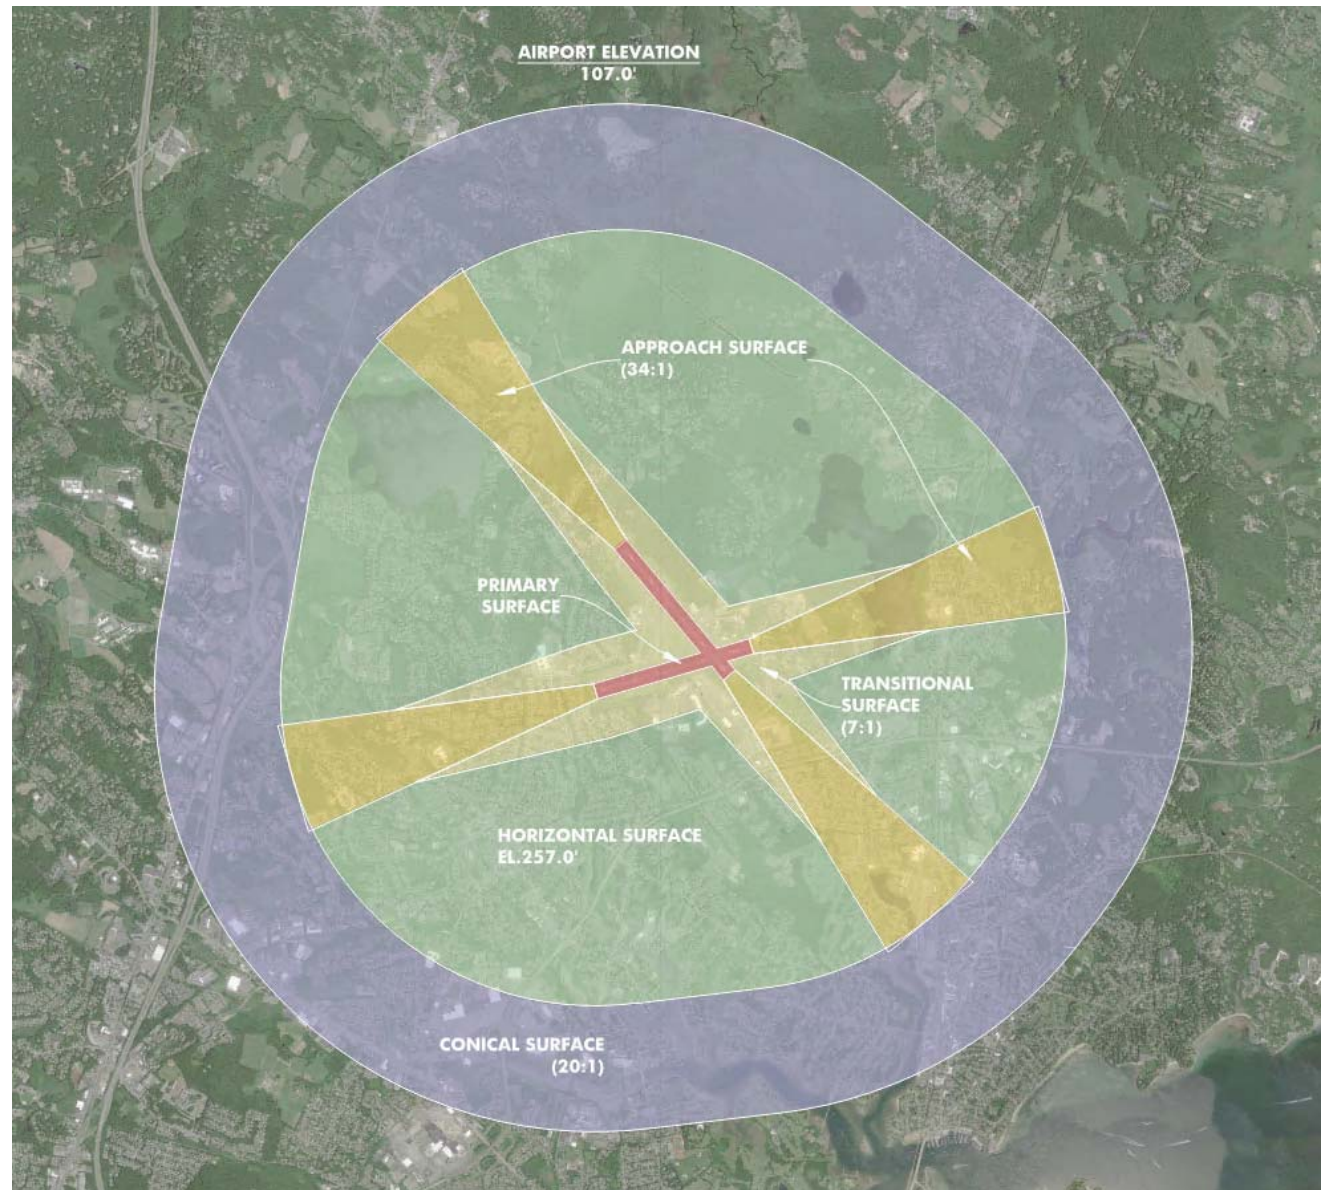 AIRPORT ELEVATION
107.0'
APPROACH SURFACE
(34:1)
PRIMARY
SURFACE
TRANSITIONAL
SURFACE
(7:1)
HORIZONTAL SURFACE
EL.257.0'
CONICAL SURFACE
(20:1)